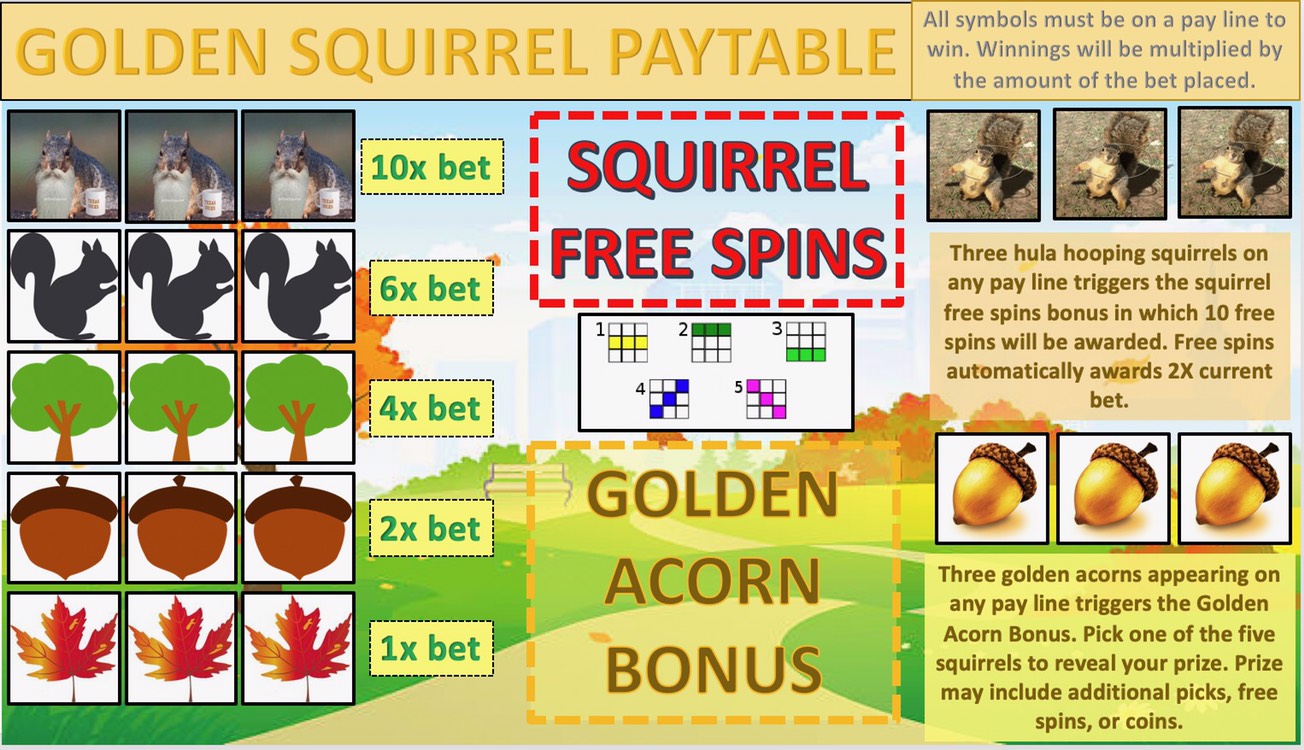 GOLDEN SQUIRREL PAYTABLE
All symbols must be on a pay line to
win. Winnings will be multiplied by
the amount of the bet placed.
10x bet
6x bet
4x bet
2x bet
1x bet
SQUIRREL
FREE SPINS
1 2 3
4 5
GOLDEN
ACORN
BONUS
Three hula hooping squirrels on
any pay line triggers the squirrel
free spins bonus in which 10 free
spins will be awarded. Free spins
automatically awards 2X current
bet.
Three golden acorns appearing on
any pay line triggers the Golden
Acorn Bonus. Pick one of the five
squirrels to reveal your prize. Prize
may include additional picks, free
spins, or coins.